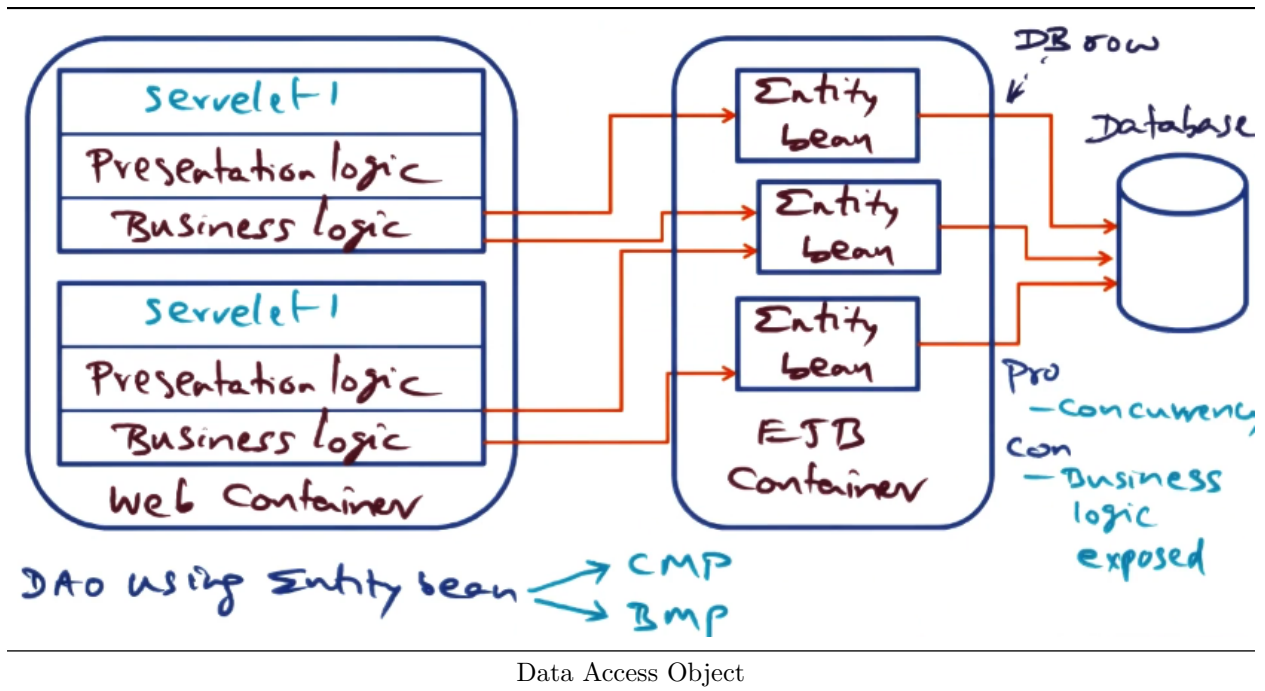 servelet1
Presentation logic
Business logic
servelet1
Presentation logic
Business logic
Web Container
Entity
bean
Entity
bean
Entity
bean
EJB
Container
DB row
Database
Pro
- Concurrency
Con
- Business
logic
exposed
DAO using Entity bean
CMP
BMP
Data Access Object